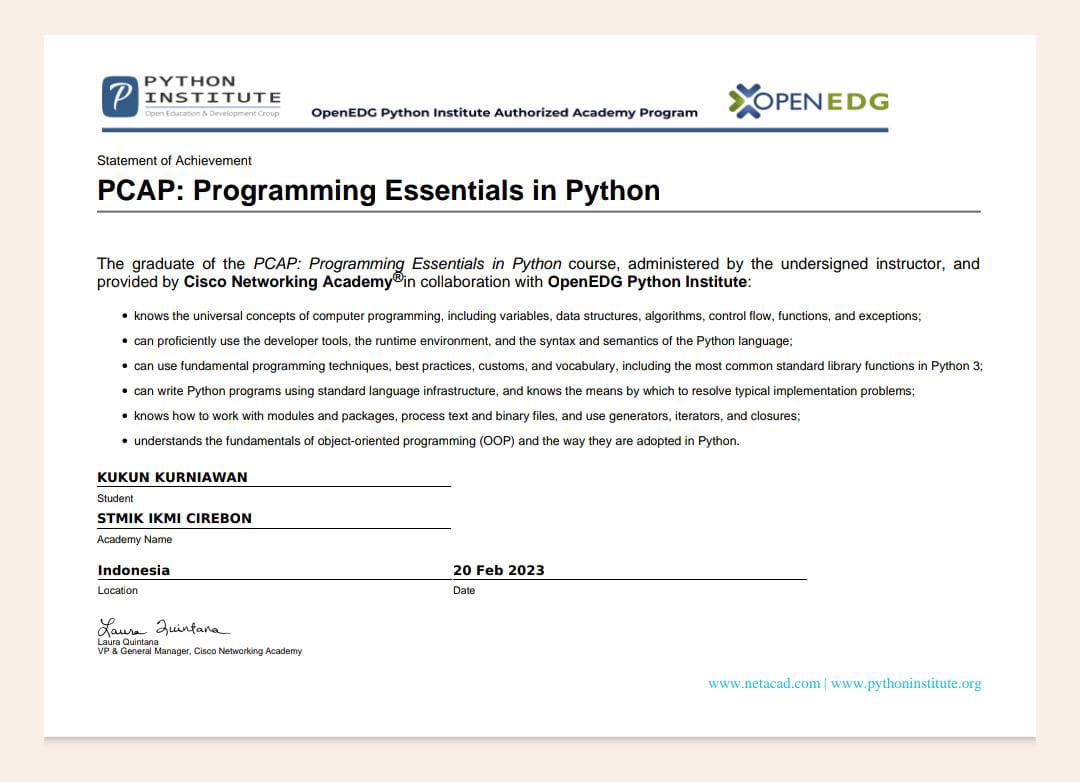 PYTHON
INSTITUTE
Open Education & Development Group
OpenEDG Python Institute Authorized Academy Program
OPENEDG
Statement of Achievement
PCAP: Programming Essentials in Python
The graduate of the PCAP: Programming Essentials in Python course, administered by the undersigned instructor, and
provided by Cisco Networking Academy®in collaboration with OpenEDG Python Institute:
• knows the universal concepts of computer programming, including variables, data structures, algorithms, control flow, functions, and exceptions;
• can proficiently use the developer tools, the runtime environment, and the syntax and semantics of the Python language;
• can use fundamental programming techniques, best practices, customs, and vocabulary, including the most common standard library functions in Python 3;
• can write Python programs using standard language infrastructure, and knows the means by which to resolve typical implementation problems;
• knows how to work with modules and packages, process text and binary files, and use generators, iterators, and closures;
• understands the fundamentals of object-oriented programming (OOP) and the way they are adopted in Python.
KUKUN KURNIAWAN
Student
STMIK IKMI CIREBON
Academy Name
Indonesia 20 Feb 2023
Location Date
Laura Quintana
Laura Quintana
VP & General Manager, Cisco Networking Academy
www.netacad.com | www.pythoninstitute.org